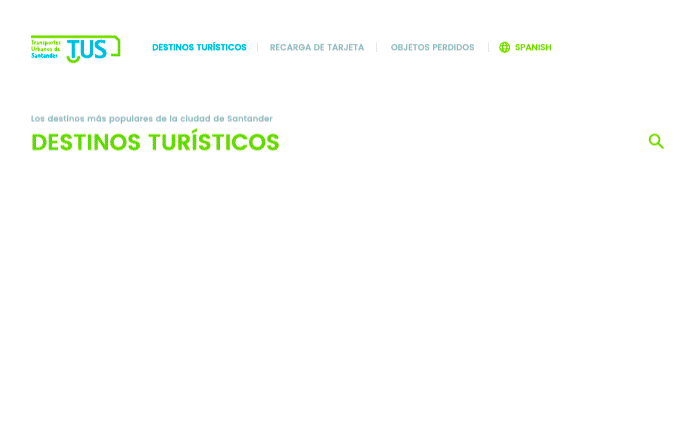 Transportes
Urbanos de
Santander
TUS
DESTINOS TURÍSTICOS
RECARGA DE TARJETA
OBJETOS PERDIDOS
SPANISH
Los destinos más populares de la ciudad de Santander
DESTINOS TURÍSTICOS